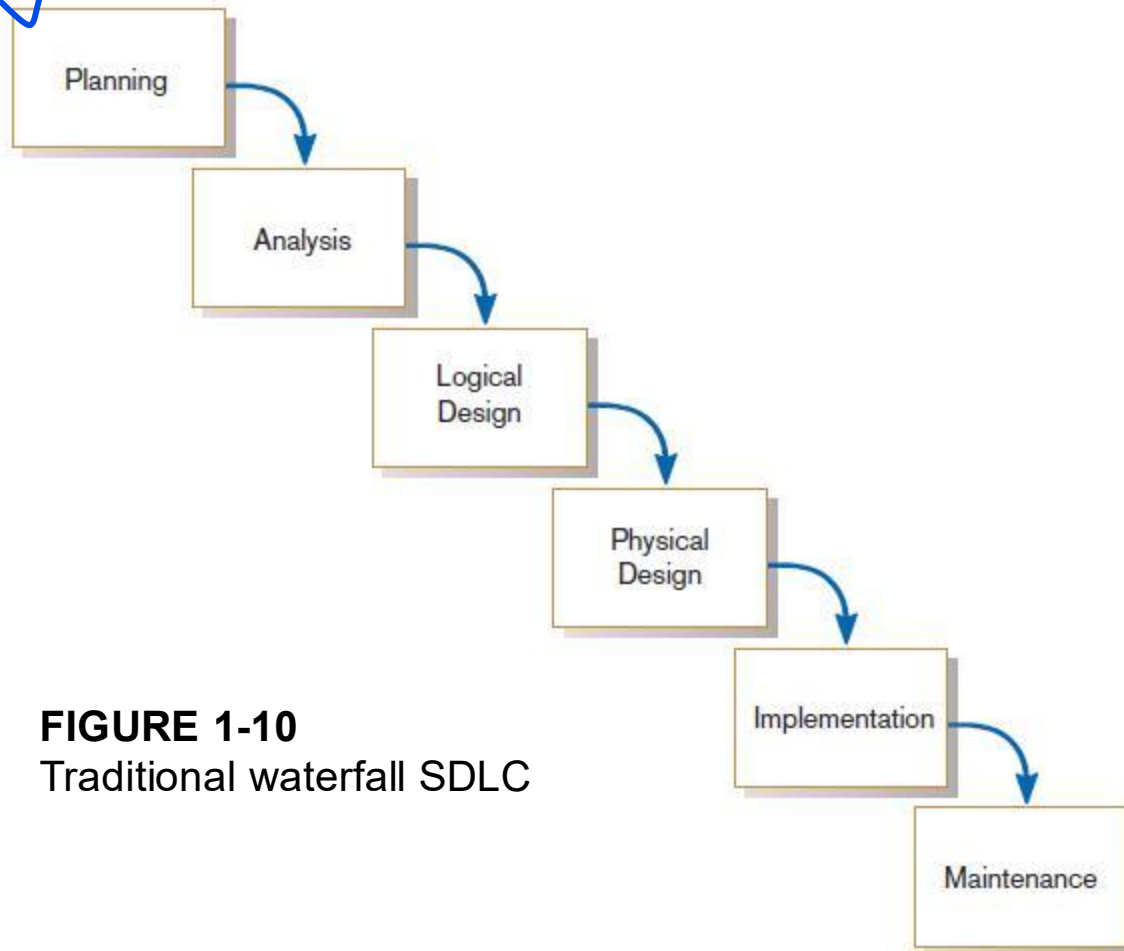 Planning
Analysis
Logical
Design
Physical
Design
Implementation
Maintenance
FIGURE 1-10
Traditional waterfall SDLC